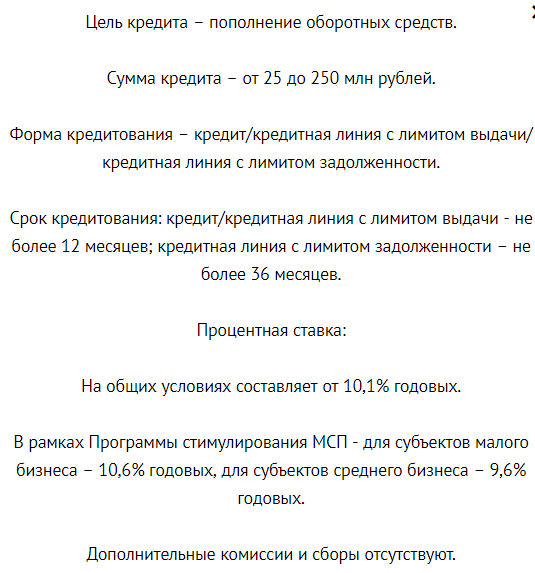 Цель кредита – пополнение оборотных средств.
Сумма кредита – от 25 до 250 млн рублей.
Форма кредитования – кредит/кредитная линия с лимитом выдачи/
кредитная линия с лимитом задолженности.
Срок кредитования: кредит/кредитная линия с лимитом выдачи - не
более 12 месяцев; кредитная линия с лимитом задолженности – не
более 36 месяцев.
Процентная ставка:
На общих условиях составляет от 10,1% годовых.
В рамках Программы стимулирования МСП - для субъектов малого
бизнеса – 10,6% годовых, для субъектов среднего бизнеса – 9,6%
годовых.
Дополнительные комиссии и сборы отсутствуют.